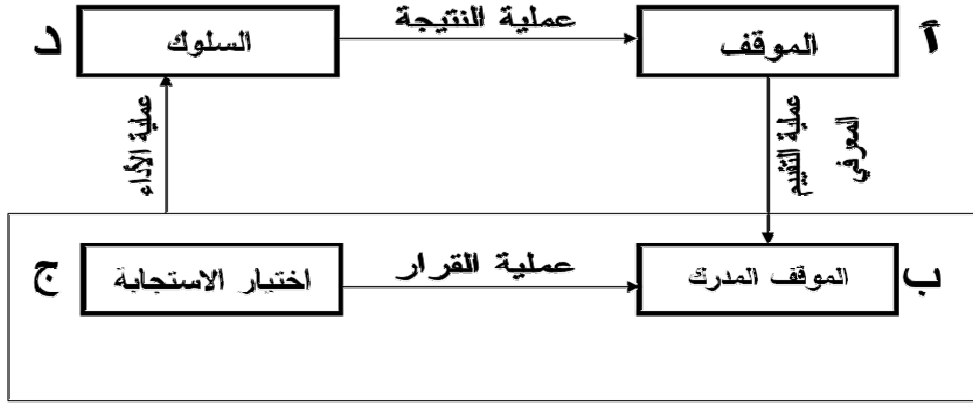 أ
الموقف
عملية النتيجة
السلوك
د
عملية التقييم
المعرفي
عملية الأداء
ب
الموقف المدرك
عملية القرار
اختيار الاستجابة
ج